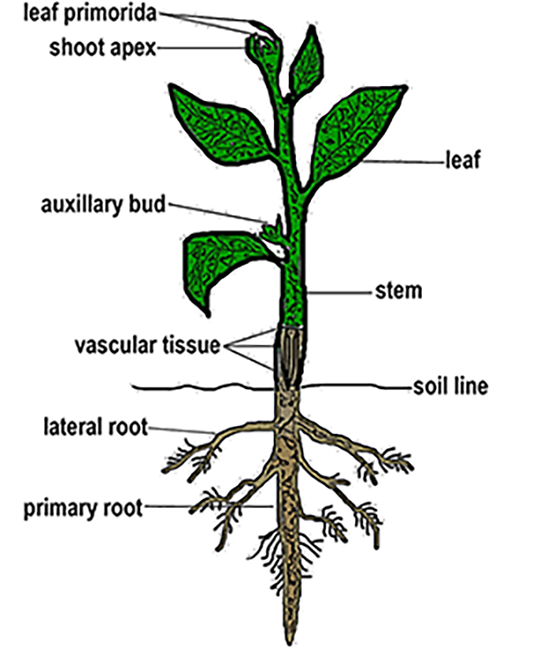 leaf primorida
shoot apex
leaf
auxillary bud
stem
vascular tissue
soil line
lateral root
primary root